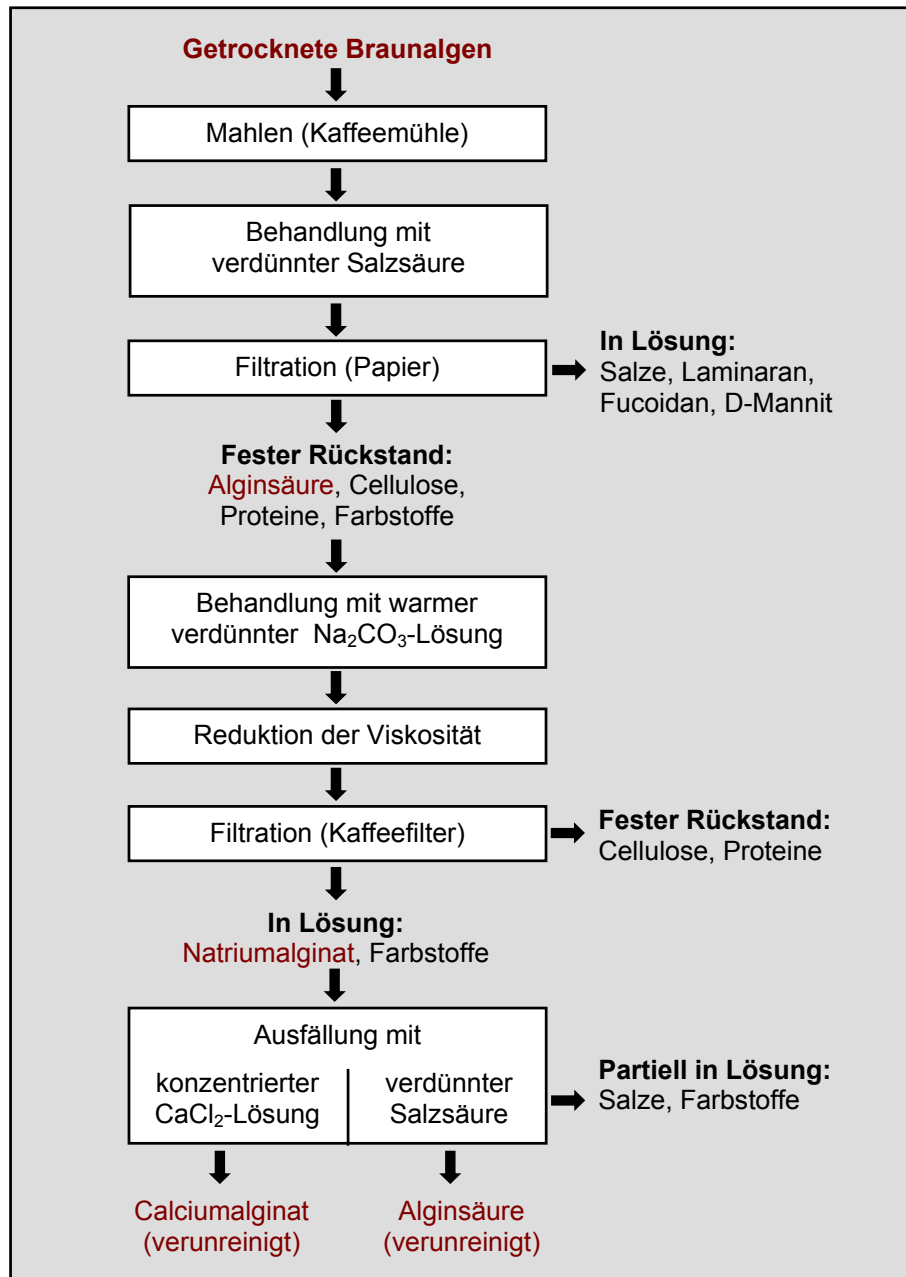 Getrocknete Braunalgen
Mahlen (Kaffeemühle)
Behandlung mit
verdünnter Salzsäure
Filtration (Papier)
In Lösung:
Salze, Laminaran,
Fucoidan, D-Mannit
Fester Rückstand:
Alginsäure, Cellulose,
Proteine, Farbstoffe
Behandlung mit warmer
verdünnter Na₂CO₃-Lösung
Reduktion der Viskosität
Filtration (Kaffeefilter)
Fester Rückstand:
Cellulose, Proteine
In Lösung:
Natriumalginat, Farbstoffe
Ausfällung mit
konzentrierter
CaCl₂-Lösung
verdünnter
Salzsäure
Partiell in Lösung:
Salze, Farbstoffe
Calciumalginat
(verunreinigt)
Alginsäure
(verunreinigt)